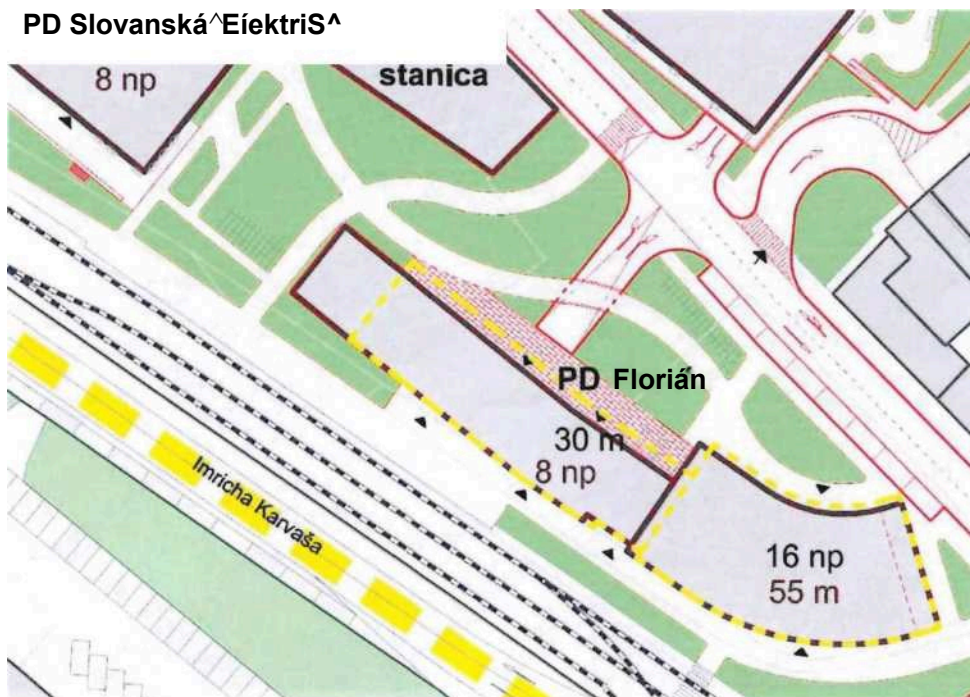 PD Slovanská^EíektriS^
8 np
stanica
PD Florián
30 m
8 np
Imricha Karvaša
16 np
55 m